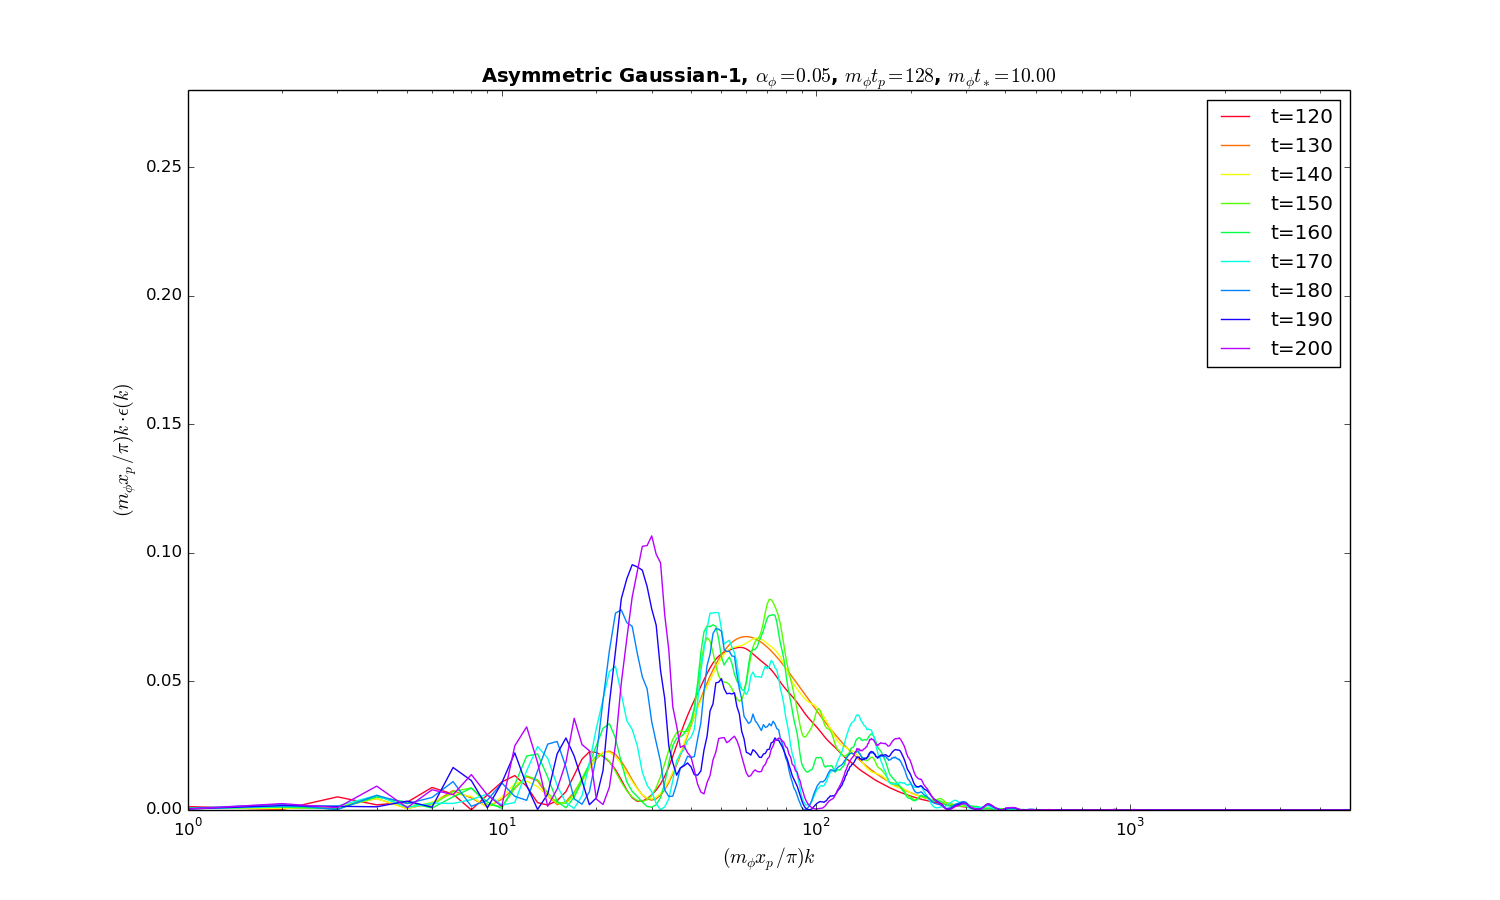 Asymmetric Gaussian-1, α_ϕ=0.05, m_ϕt_p=128, m_ϕt_*=10.00
t=120
t=130
t=140
t=150
t=160
t=170
t=180
t=190
t=200
0.25
0.20
0.15
0.10
0.05
0.00
(m_ϕx_p/π)k·ϵ(k)
10^0 10^1 10^2 10^3
(m_ϕx_p/π)k